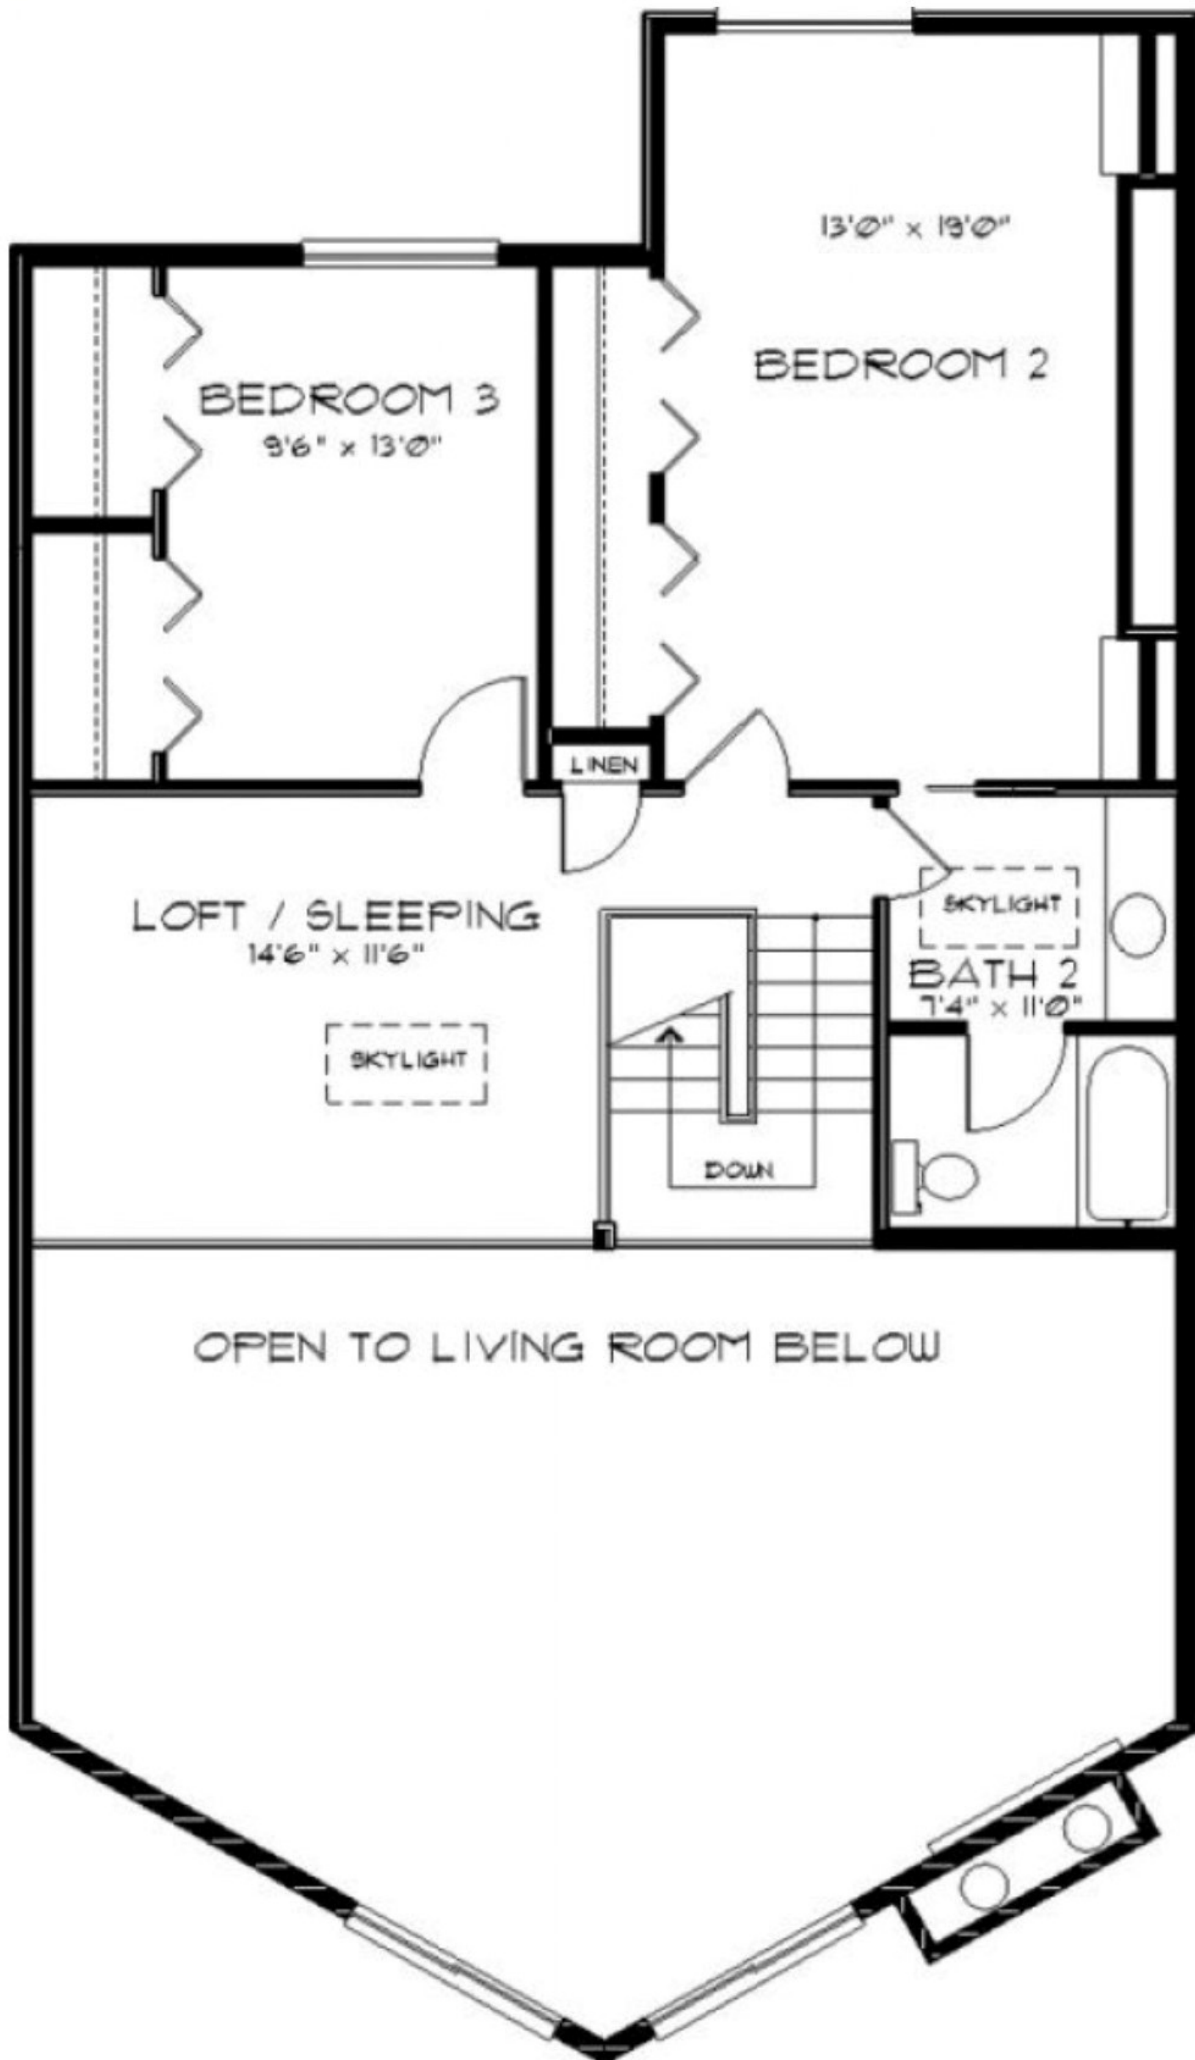 13'0" x 19'0"
BEDROOM 2
BEDROOM 3
9'6" x 13'0"
LINEN
LOFT / SLEEPING
14'6" x 11'6"
SKYLIGHT
BATH 2
7'4" x 11'0"
SKYLIGHT
DOWN
OPEN TO LIVING ROOM BELOW